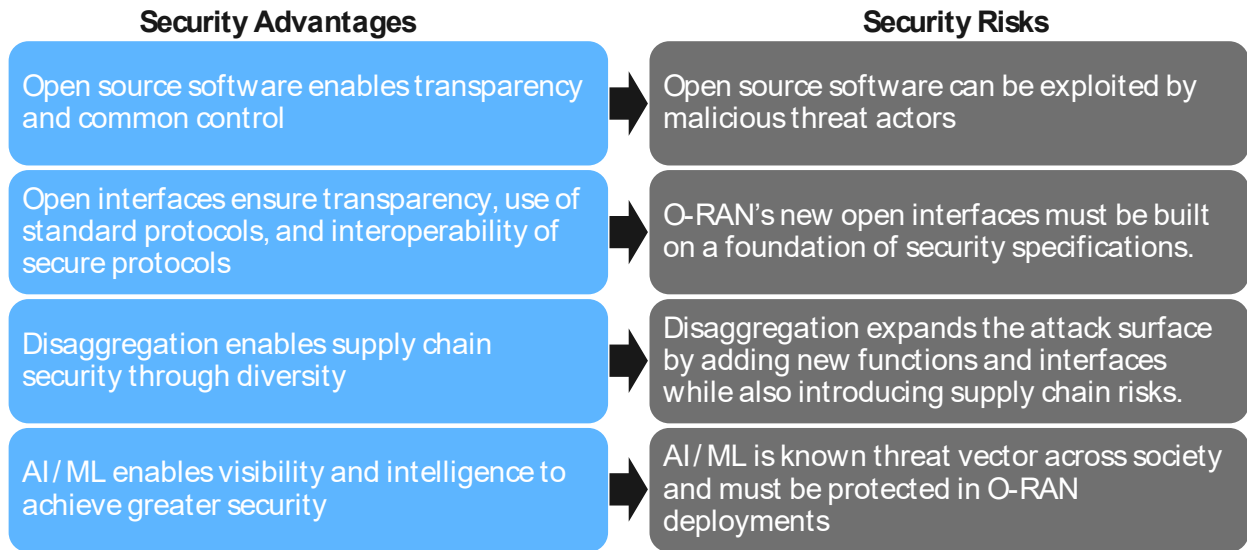 Security Advantages
Security Risks
Open source software enables transparency
and common control
Open source software can be exploited by
malicious threat actors
Open interfaces ensure transparency, use of
standard protocols, and interoperability of
secure protocols
O-RAN’s new open interfaces must be built
on a foundation of security specifications.
Disaggregation enables supply chain
security through diversity
Disaggregation expands the attack surface
by adding new functions and interfaces
while also introducing supply chain risks.
AI/ML enables visibility and intelligence to
achieve greater security
AI/ML is known threat vector across society
and must be protected in O-RAN
deployments